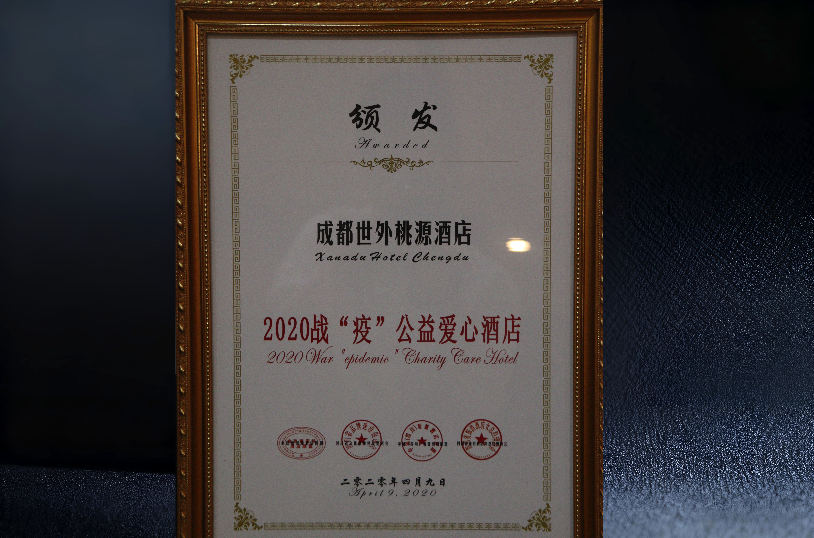 颁发
Awarded
成都世外桃源酒店
Xanadu Hotel Chengdu
2020战“疫”公益爱心酒店
2020 War "epidemic" Charity Care Hotel
二零二零年四月九日
April 9, 2020